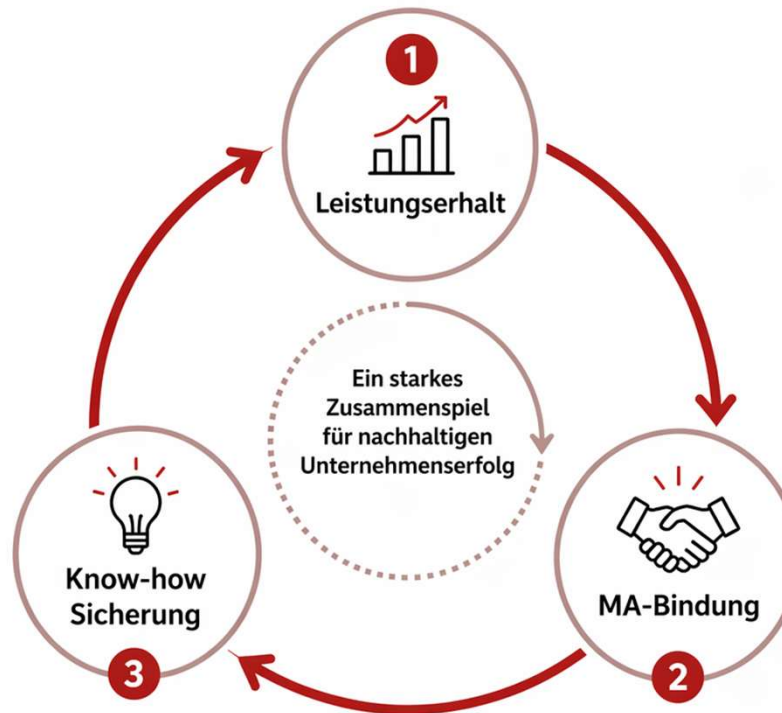 1
Leistungserhalt
Ein starkes
Zusammenspiel
für nachhaltigen
Unternehmenserfolg
MA-Bindung
2
Know-how
Sicherung
3